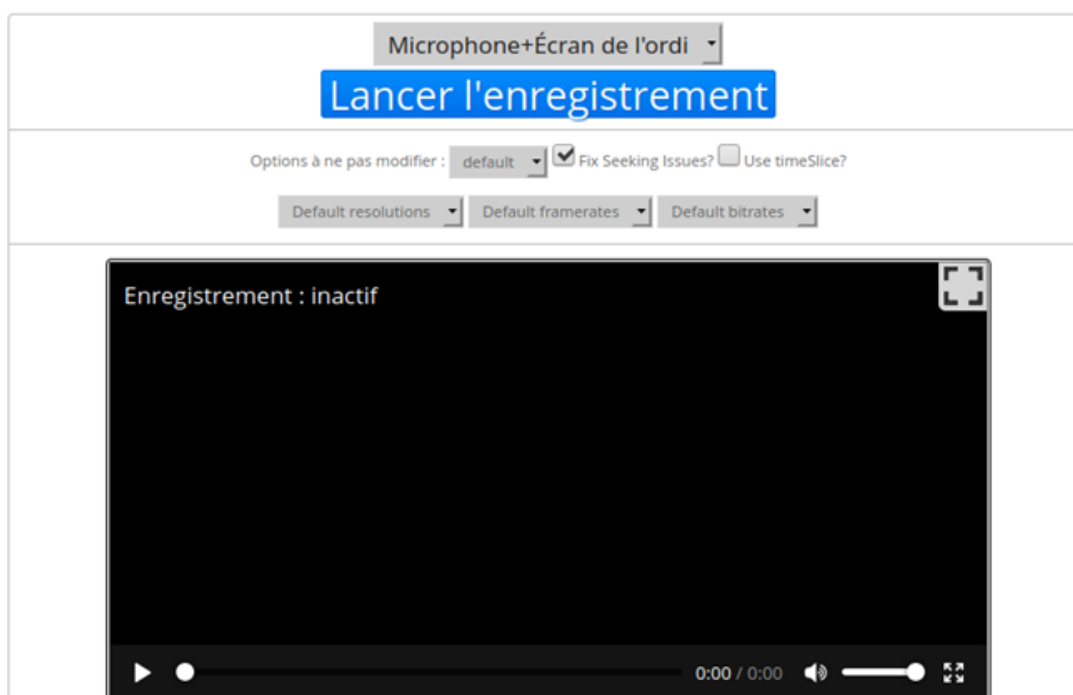 Microphone+Écran de l'ordi
Lancer l'enregistrement
Options à ne pas modifier : default Fix Seeking Issues? Use timeSlice?
Default resolutions Default framerates Default bitrates
Enregistrement : inactif
0:00 / 0:00